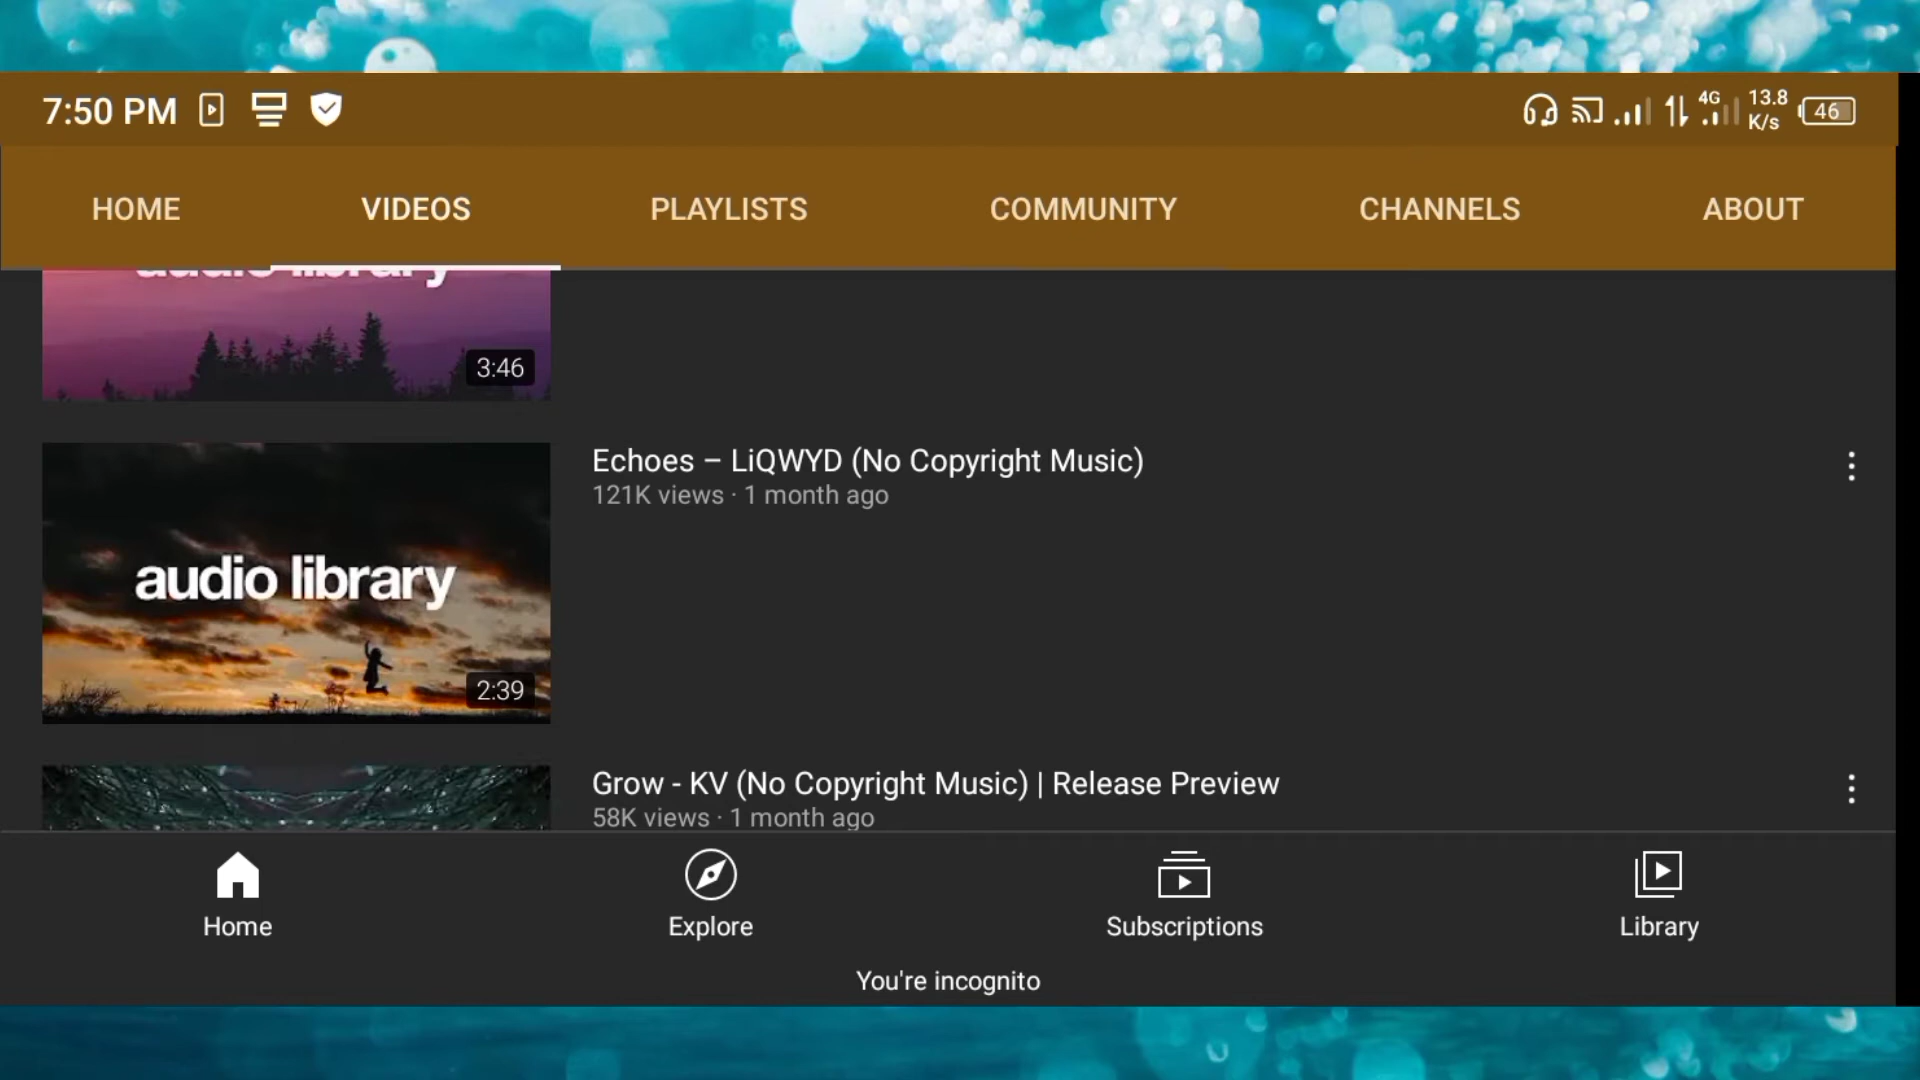 7:50 PM
4G
13.8
K/s
46
HOME
VIDEOS
PLAYLISTS
COMMUNITY
CHANNELS
ABOUT
audio library
3:46
Echoes – LiQWYD (No Copyright Music)
121K views · 1 month ago
audio library
2:39
Grow - KV (No Copyright Music) | Release Preview
58K views · 1 month ago
Home
Explore
Subscriptions
Library
You're incognito